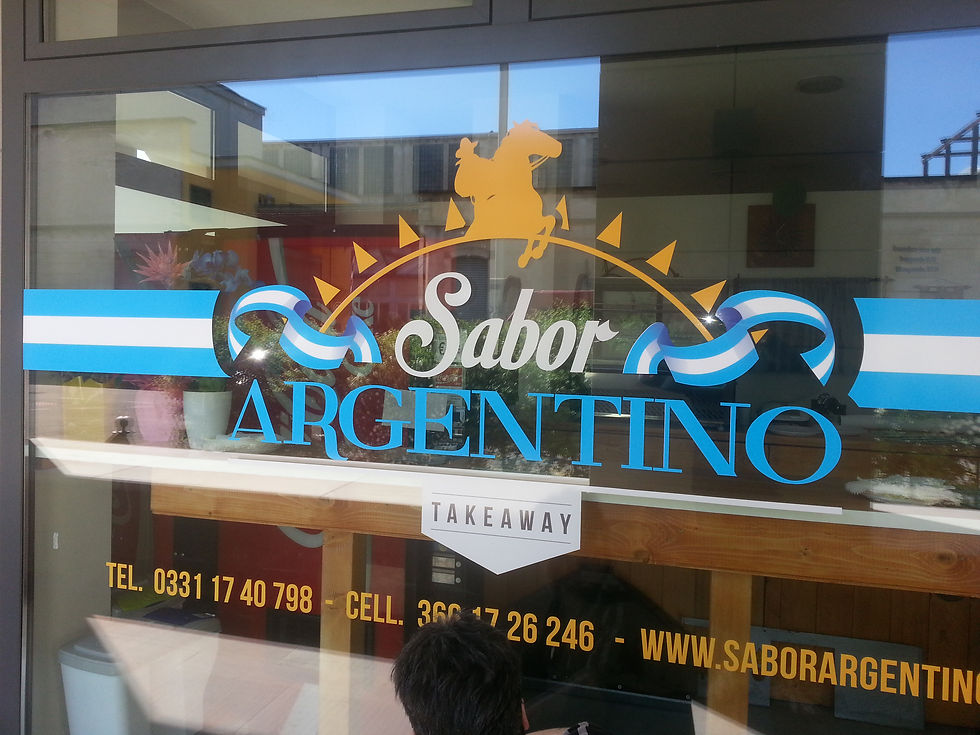 Sabor
ARGENTINO
TAKEAWAY
TEL. 0331 17 40 798 - CELL. 366 17 26 246 - WWW.SABORARGENTINO